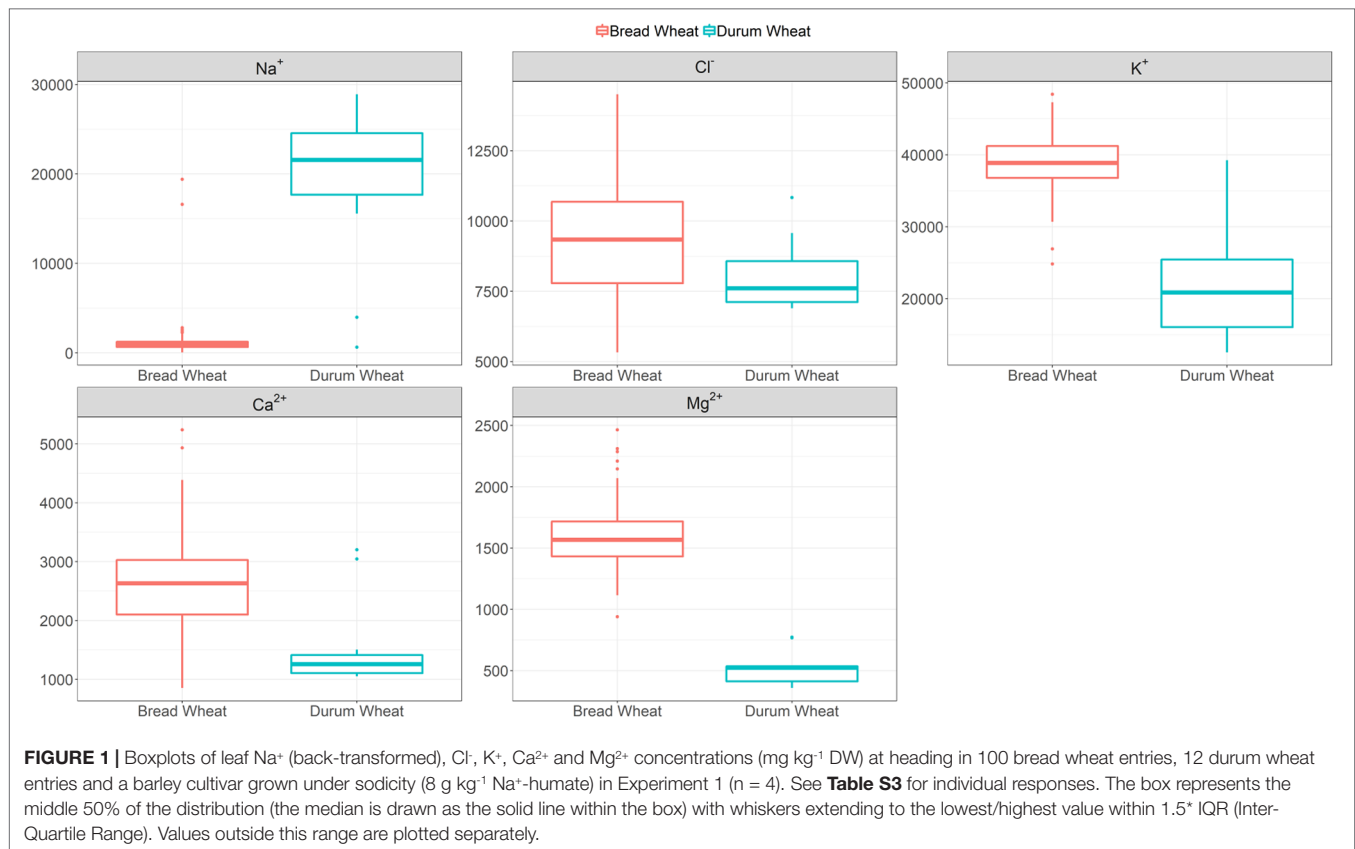 Bread Wheat Durum Wheat
Na⁺
30000
20000
10000
0
Bread Wheat Durum Wheat
Cl⁻
12500
10000
7500
5000
Bread Wheat Durum Wheat
K⁺
50000
40000
30000
20000
Bread Wheat Durum Wheat
Ca²⁺
5000
4000
3000
2000
1000
Bread Wheat Durum Wheat
Mg²⁺
2500
2000
1500
1000
500
Bread Wheat Durum Wheat
FIGURE 1 | Boxplots of leaf Na⁺ (back-transformed), Cl⁻, K⁺, Ca²⁺ and Mg²⁺ concentrations (mg kg⁻¹ DW) at heading in 100 bread wheat entries, 12 durum wheat
entries and a barley cultivar grown under sodicity (8 g kg⁻¹ Na⁺-humate) in Experiment 1 (n = 4). See Table S3 for individual responses. The box represents the
middle 50% of the distribution (the median is drawn as the solid line within the box) with whiskers extending to the lowest/highest value within 1.5* IQR (Inter-
Quartile Range). Values outside this range are plotted separately.